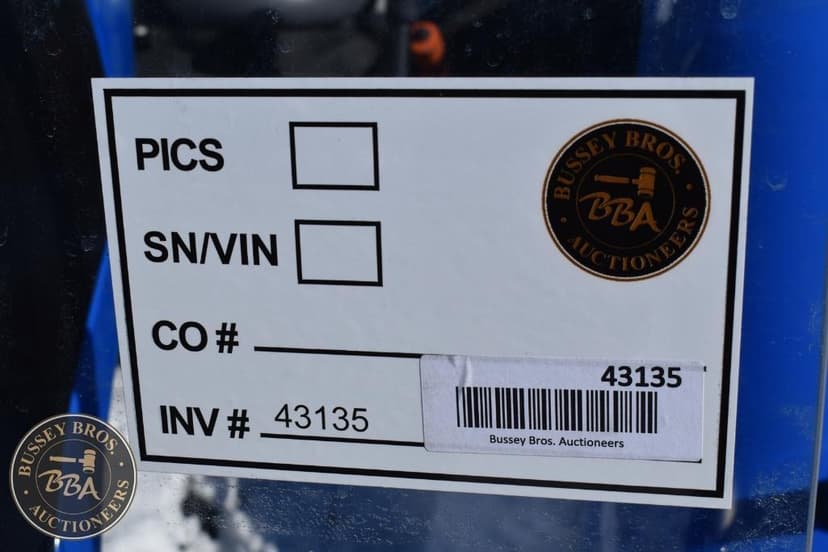 PICS
SN/VIN
CO #
INV # 43135
BUSSEY BROS.
BBA
AUCTIONEERS
43135
Bussey Bros. Auctioneers
BUSSEY BROS.
BBA
AUCTIONEERS